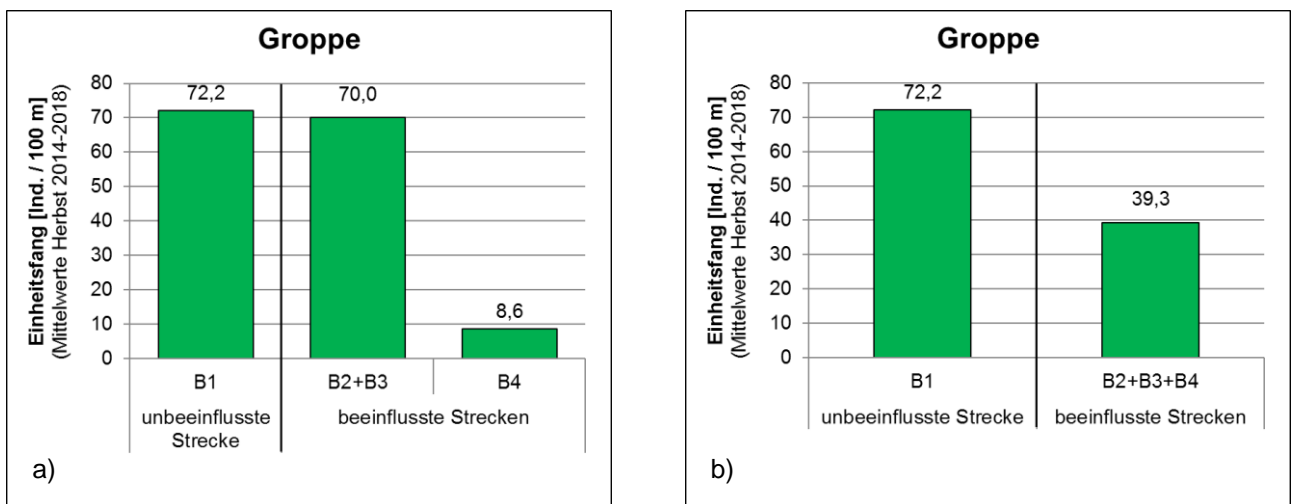 Groppe
Einheitsfang [Ind. / 100 m]
(Mittelwerte Herbst 2014-2018)
80
70
60
50
40
30
20
10
0
72,2
70,0
8,6
B1
B2+B3
B4
unbeeinflusste
Strecke
beeinflusste Strecken
a)
Groppe
Einheitsfang [Ind. / 100 m]
(Mittelwerte Herbst 2014-2018)
80
70
60
50
40
30
20
10
0
72,2
39,3
B1
B2+B3+B4
unbeeinflusste Strecke
beeinflusste Strecken
b)